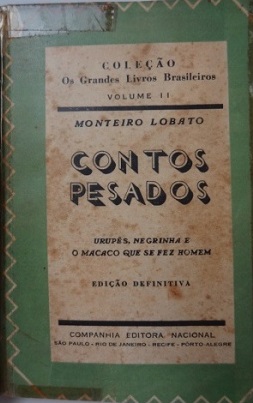 COLEÇÃO
Os Grandes Livros Brasileiros
VOLUME II
MONTEIRO LOBATO
CONTOS
PESADOS
URUPÊS, NEGRINHA E
O MACACO QUE SE FEZ HOMEM
EDIÇÃO DEFINITIVA
COMPANHIA EDITORA NACIONAL
SÃO PAULO - RIO DE JANEIRO - RECIFE - PORTO-ALEGRE